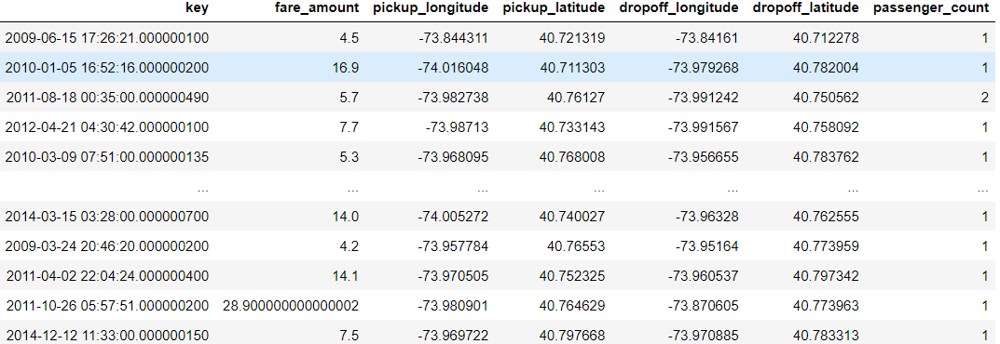 key fare_amount pickup_longitude pickup_latitude dropoff_longitude dropoff_latitude passenger_count
2009-06-15 17:26:21.000000100 4.5 -73.844311 40.721319 -73.84161 40.712278 1
2010-01-05 16:52:16.000000200 16.9 -74.016048 40.711303 -73.979268 40.782004 1
2011-08-18 00:35:00.000000490 5.7 -73.982738 40.76127 -73.991242 40.750562 2
2012-04-21 04:30:42.000000100 7.7 -73.98713 40.733143 -73.991567 40.758092 1
2010-03-09 07:51:00.000000135 5.3 -73.968095 40.768008 -73.956655 40.783762 1
... ... ... ... ... ... ...
2014-03-15 03:28:00.000000700 14.0 -74.005272 40.740027 -73.96328 40.762555 1
2009-03-24 20:46:20.000000200 4.2 -73.957784 40.76553 -73.95164 40.773959 1
2011-04-02 22:04:24.000000400 14.1 -73.970505 40.752325 -73.960537 40.797342 1
2011-10-26 05:57:51.000000200 28.900000000000002 -73.980901 40.764629 -73.870605 40.773963 1
2014-12-12 11:33:00.000000150 7.5 -73.969722 40.797668 -73.970885 40.783313 1